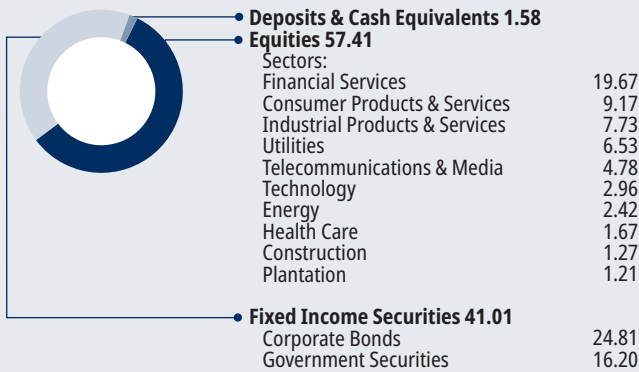 Deposits & Cash Equivalents 1.58
Equities 57.41
Sectors:
Financial Services 19.67
Consumer Products & Services 9.17
Industrial Products & Services 7.73
Utilities 6.53
Telecommunications & Media 4.78
Technology 2.96
Energy 2.42
Health Care 1.67
Construction 1.27
Plantation 1.21
Fixed Income Securities 41.01
Corporate Bonds 24.81
Government Securities 16.20